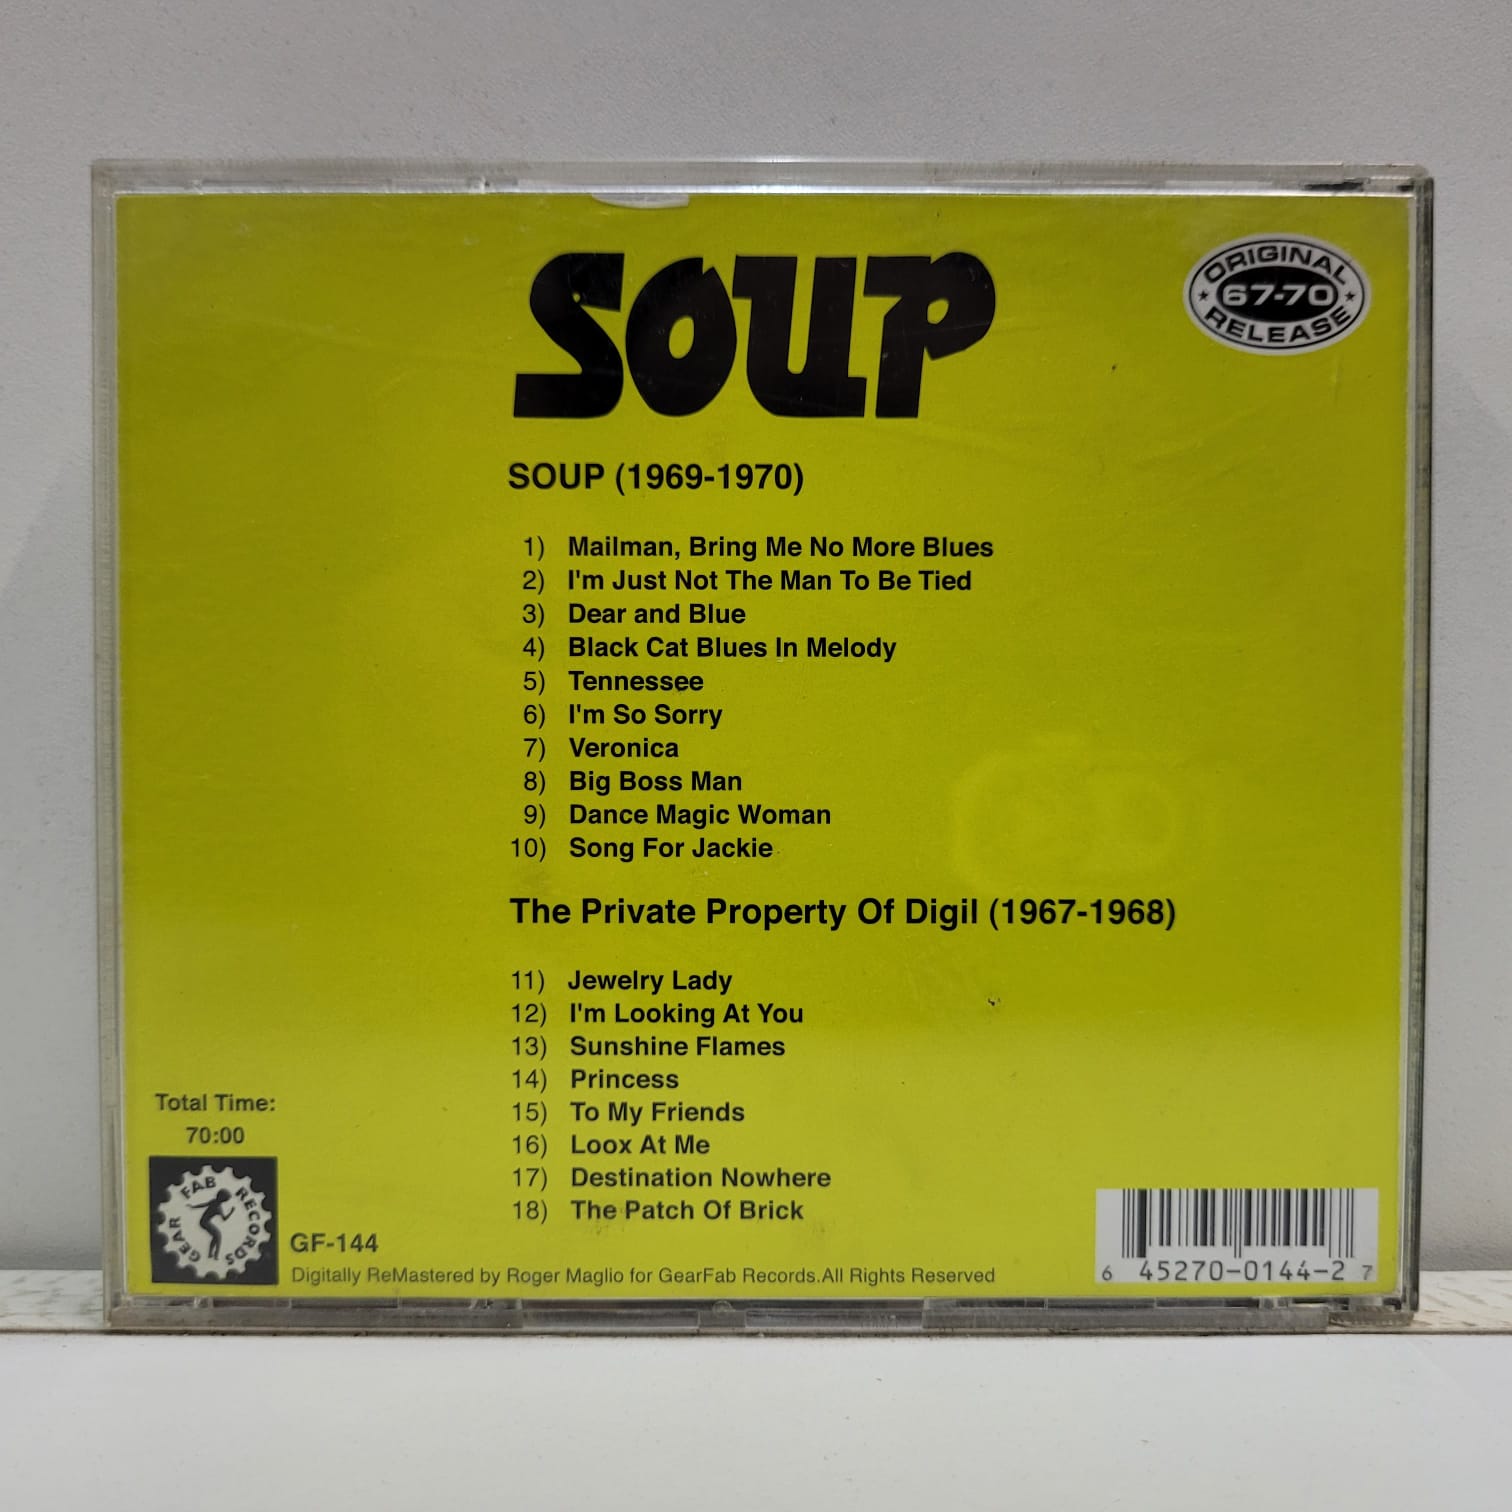 SOUP
ORIGINAL
67-70
RELEASE
SOUP (1969-1970)
1) Mailman, Bring Me No More Blues
2) I'm Just Not The Man To Be Tied
3) Dear and Blue
4) Black Cat Blues In Melody
5) Tennessee
6) I'm So Sorry
7) Veronica
8) Big Boss Man
9) Dance Magic Woman
10) Song For Jackie
The Private Property Of Digil (1967-1968)
11) Jewelry Lady
12) I'm Looking At You
13) Sunshine Flames
14) Princess
15) To My Friends
16) Loox At Me
17) Destination Nowhere
18) The Patch Of Brick
Total Time:
70:00
GEAR FAB RECORDS
GF-144
Digitally ReMastered by Roger Maglio for GearFab Records.All Rights Reserved
6 45270-0144-2 7